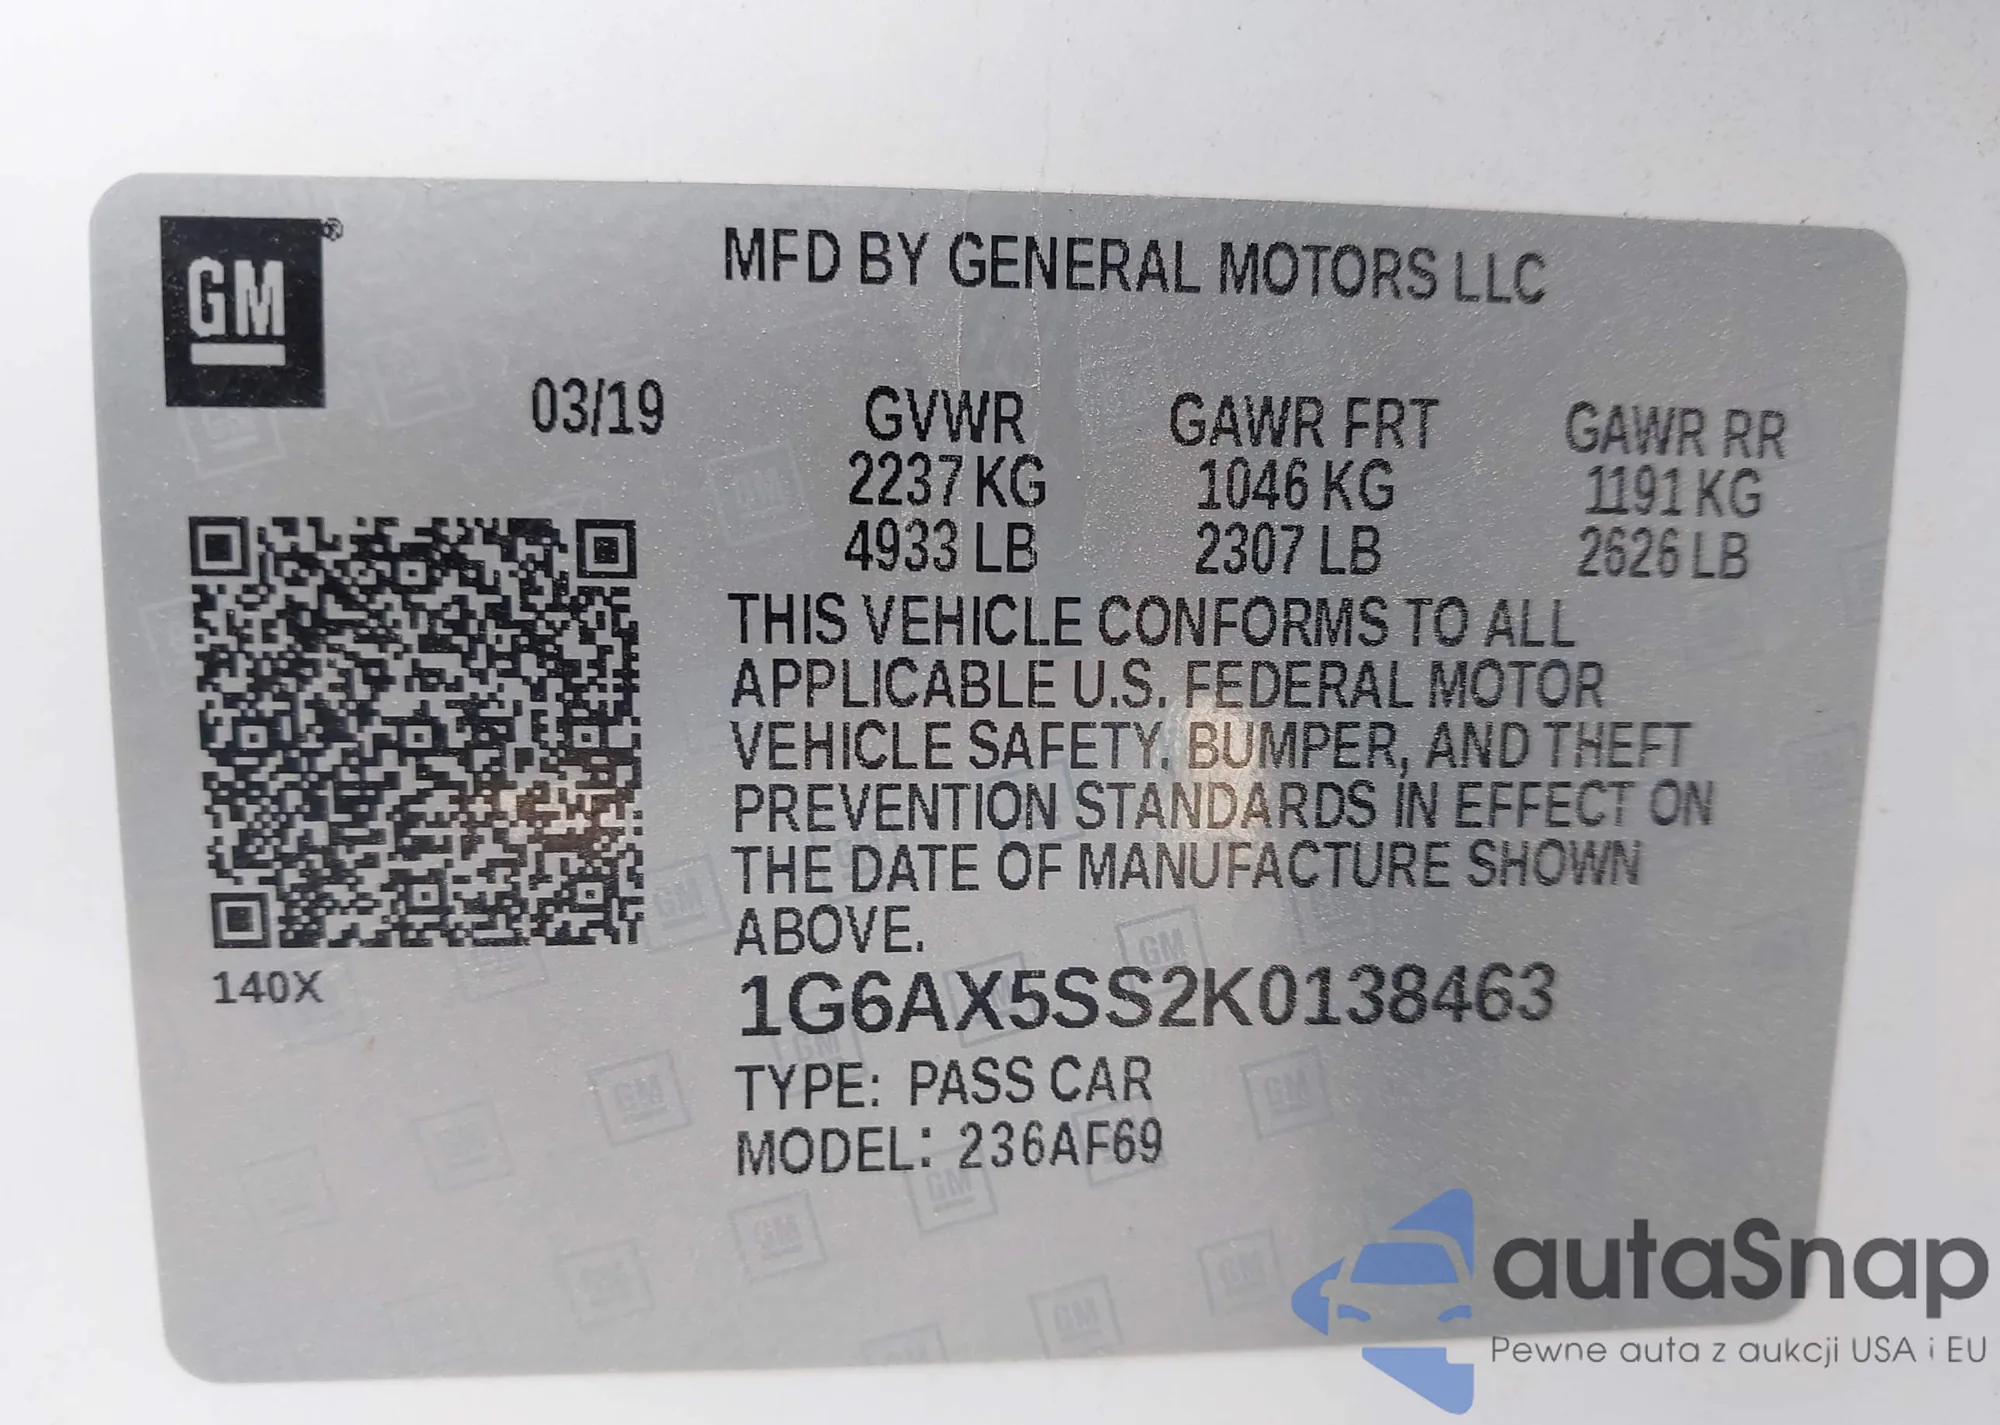 GM®
MFD BY GENERAL MOTORS LLC
03/19
GVWR GAWR FRT GAWR RR
2237 KG 1046 KG 1191 KG
4933 LB 2307 LB 2626 LB
THIS VEHICLE CONFORMS TO ALL
APPLICABLE U.S. FEDERAL MOTOR
VEHICLE SAFETY, BUMPER, AND THEFT
PREVENTION STANDARDS IN EFFECT ON
THE DATE OF MANUFACTURE SHOWN
ABOVE.
140X
1G6AX5SS2K0138463
TYPE: PASS CAR
MODEL: 236AF69
autaSnap
Pewne auta z aukcji USA i EU